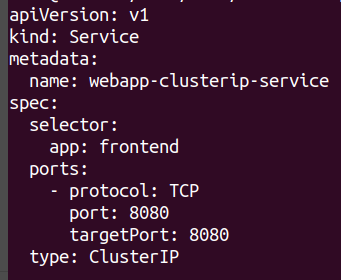 apiVersion: v1
kind: Service
metadata:
  name: webapp-clusterip-service
spec:
  selector:
    app: frontend
  ports:
    - protocol: TCP
      port: 8080
      targetPort: 8080
  type: ClusterIP